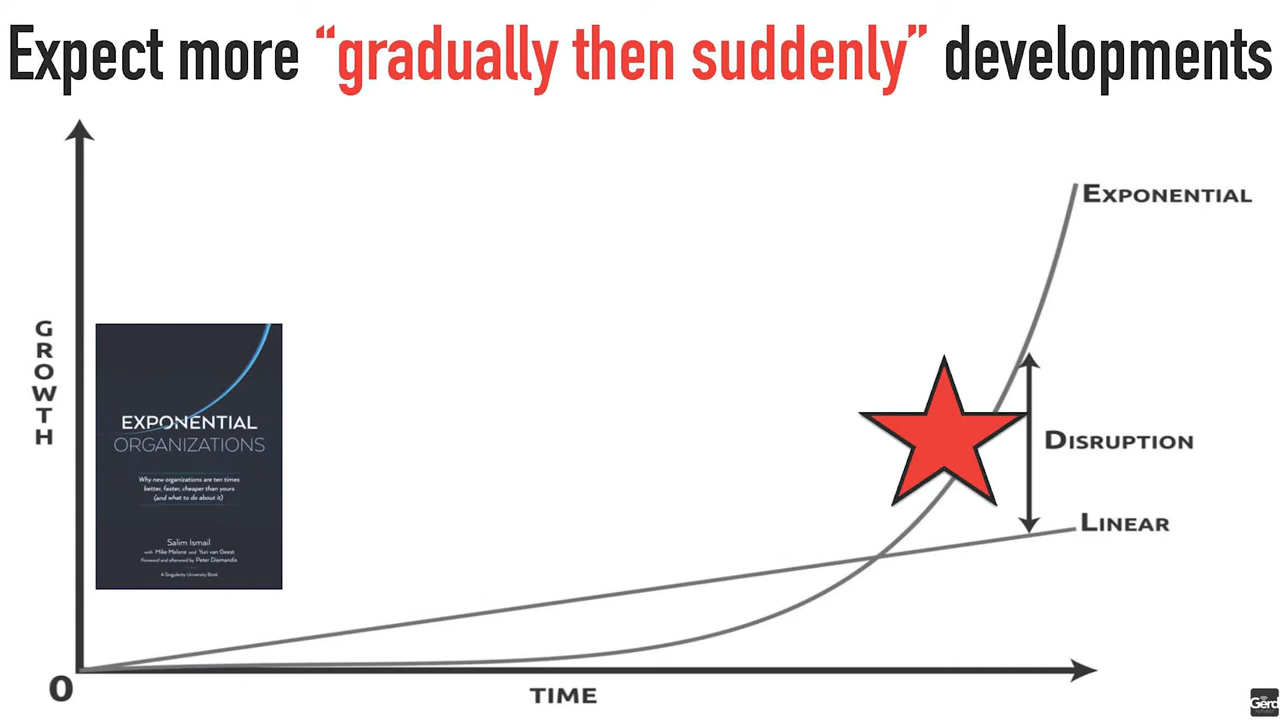 Expect more “gradually then suddenly” developments
EXPONENTIAL
GROWTH
EXPONENTIAL
ORGANIZATIONS
Why new organizations are ten times
better, faster, cheaper than yours
(and what to do about it)
Salim Ismail
with Mike Malone and Yuri van Geest
Foreword and afterword by Peter Diamandis
A Singularity University Book
DISRUPTION
LINEAR
0
TIME
Gerd